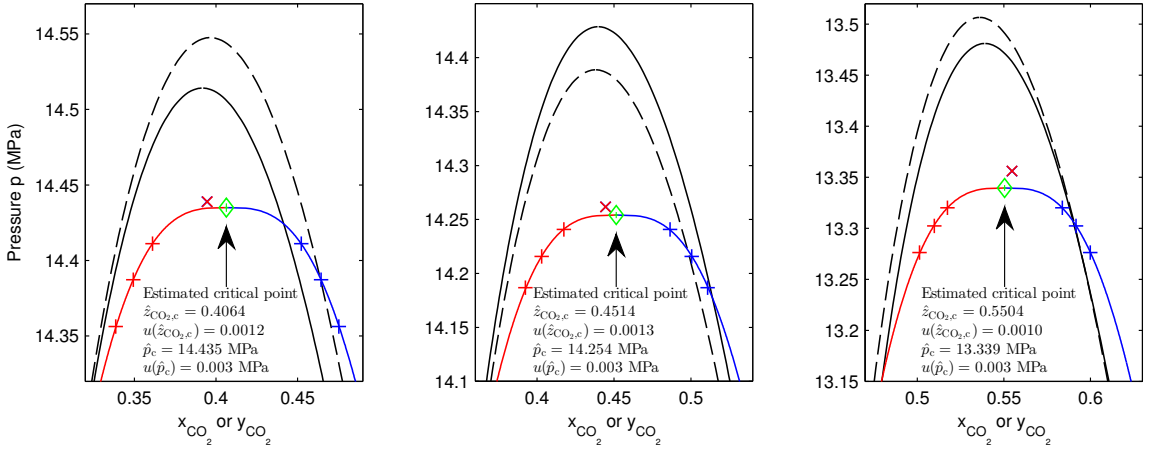 Pressure p (MPa)
14.55
14.5
14.45
14.4
14.35
0.35
0.4
0.45
x_CO2 or y_CO2
Estimated critical point
ẑ_CO2,c = 0.4064
u(ẑ_CO2,c) = 0.0012
p̂_c = 14.435 MPa
u(p̂_c) = 0.003 MPa
14.4
14.35
14.3
14.25
14.2
14.15
14.1
0.4
0.45
0.5
x_CO2 or y_CO2
Estimated critical point
ẑ_CO2,c = 0.4514
u(ẑ_CO2,c) = 0.0013
p̂_c = 14.254 MPa
u(p̂_c) = 0.003 MPa
13.5
13.45
13.4
13.35
13.3
13.25
13.2
13.15
0.5
0.55
0.6
x_CO2 or y_CO2
Estimated critical point
ẑ_CO2,c = 0.5504
u(ẑ_CO2,c) = 0.0010
p̂_c = 13.339 MPa
u(p̂_c) = 0.003 MPa